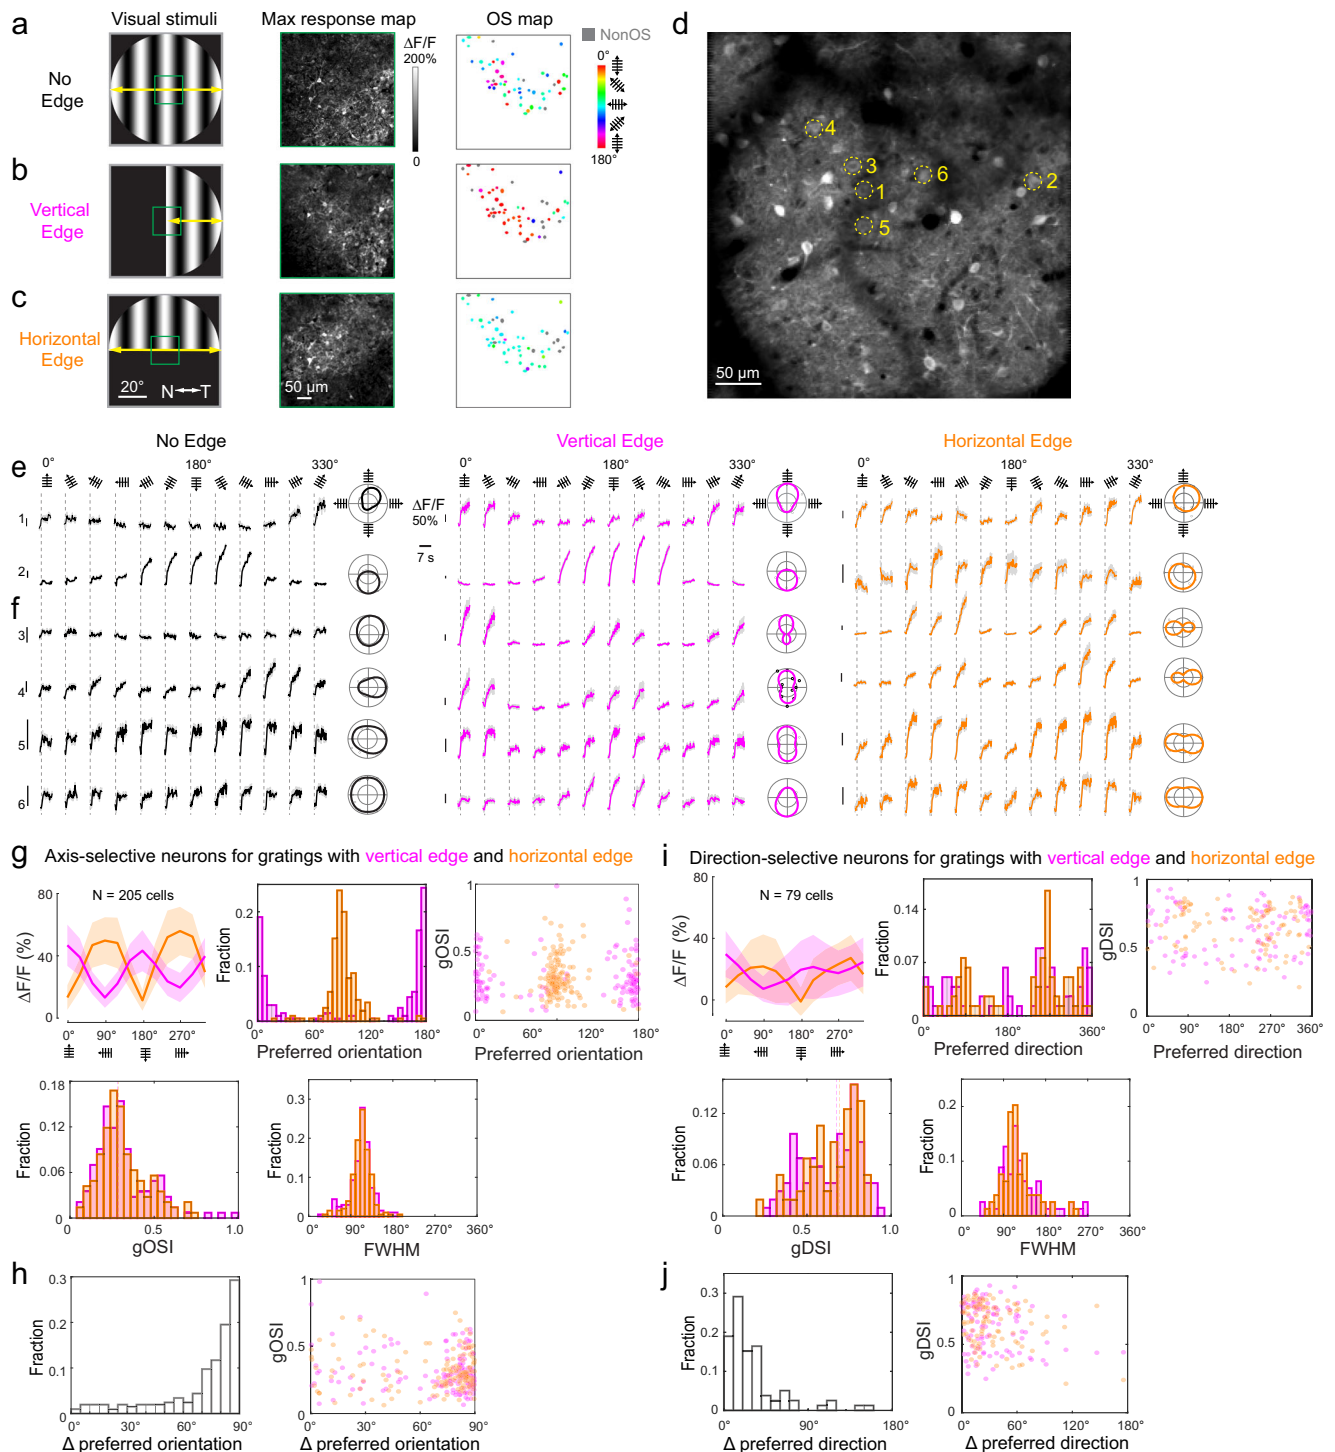 a
Visual stimuli
Max response map
OS map
No
Edge
ΔF/F
200%
0
NonOS
0°
180°
b
Vertical
Edge
c
Horizontal
Edge
20°
N
T
50 µm
d
4
3
6
2
1
5
50 µm
No Edge
Vertical Edge
Horizontal Edge
e
0°
180°
330°
0°
180°
330°
0°
180°
330°
ΔF/F
50%
7 s
1
2
f
3
4
5
6
g
Axis-selective neurons for gratings with vertical edge and horizontal edge
80
40
0
ΔF/F (%)
N = 205 cells
0°
90°
180°
270°
0.2
0.1
0
Fraction
0°
60°
120°
180°
Preferred orientation
1
0.5
0
gOSI
0°
60°
120°
180°
Preferred orientation
0.18
0.12
0.06
0
Fraction
0
0.5
1.0
gOSI
0.3
0.2
0.1
0
Fraction
90°
180°
270°
360°
FWHM
h
0.3
0.2
0.1
0
Fraction
0°
30°
60°
90°
Δ preferred orientation
1
0.5
0
gOSI
0°
30°
60°
90°
Δ preferred orientation
i
Direction-selective neurons for gratings with vertical edge and horizontal edge
80
40
0
ΔF/F (%)
N = 79 cells
0°
90°
180°
270°
0.14
0.07
0
Fraction
0°
180°
360°
Preferred direction
1
0.5
0
gDSI
0°
90°
180°
270°
360°
Preferred direction
0.12
0.06
0
Fraction
0
0.5
1.0
gDSI
0.2
0.1
0
Fraction
0°
90°
180°
270°
360°
FWHM
j
0.3
0.2
0.1
0
Fraction
0°
90°
180°
Δ preferred direction
1
0.5
0
gDSI
0°
60°
120°
180°
Δ preferred direction